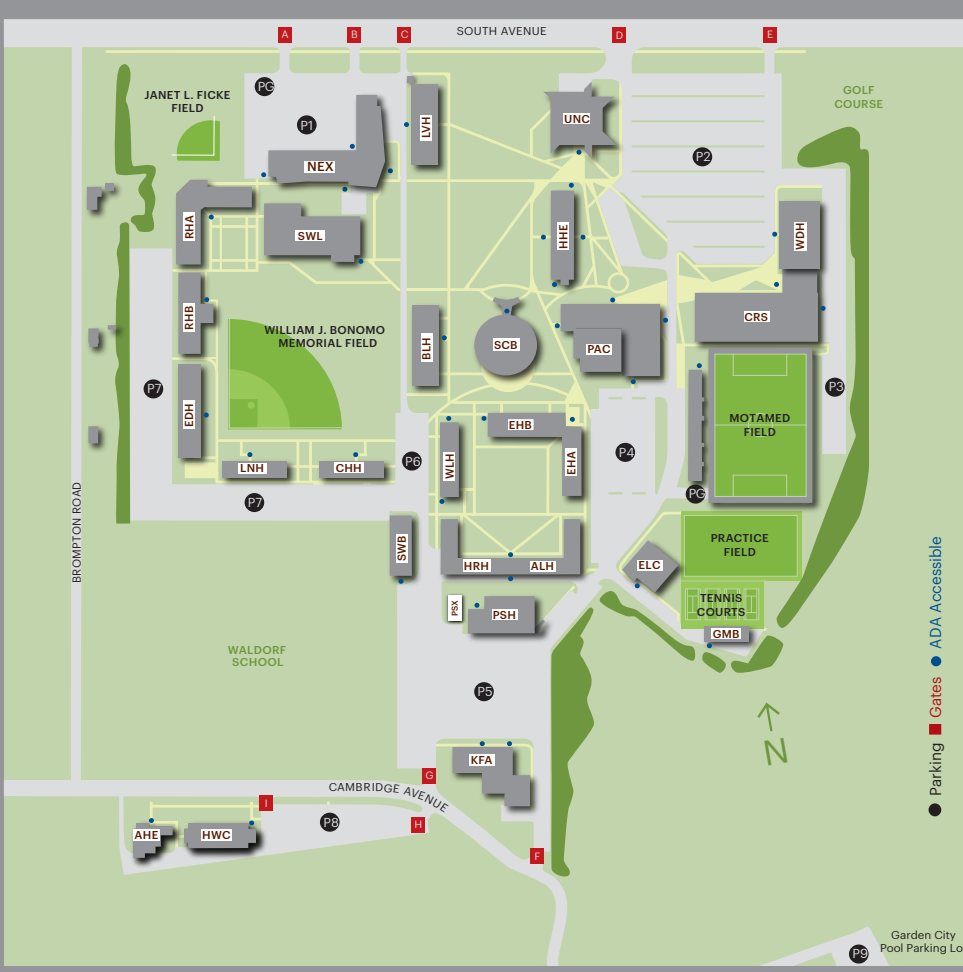 A
B
C
SOUTH AVENUE
D
E
PG
JANET L. FICKE
FIELD
P1
LVH
UNC
P2
GOLF
COURSE
NEX
RHA
SWL
HHE
WDH
RHB
WILLIAM J. BONOMO
MEMORIAL FIELD
BLH
SCB
PAC
CRS
P7
EDH
P3
MOTAMED
FIELD
EHB
EHA
P4
P6
WLH
LNH
CHH
P7
PG
BROMPTON ROAD
SWB
PRACTICE
FIELD
HRH
ALH
ELC
TENNIS
COURTS
PSX
PSH
GMB
WALDORF
SCHOOL
P5
N
KFA
G
CAMBRIDGE AVENUE
I
H
P8
AHE
HWC
F
Parking
Gates
ADA Accessible
Garden City
Pool Parking Lo
P9